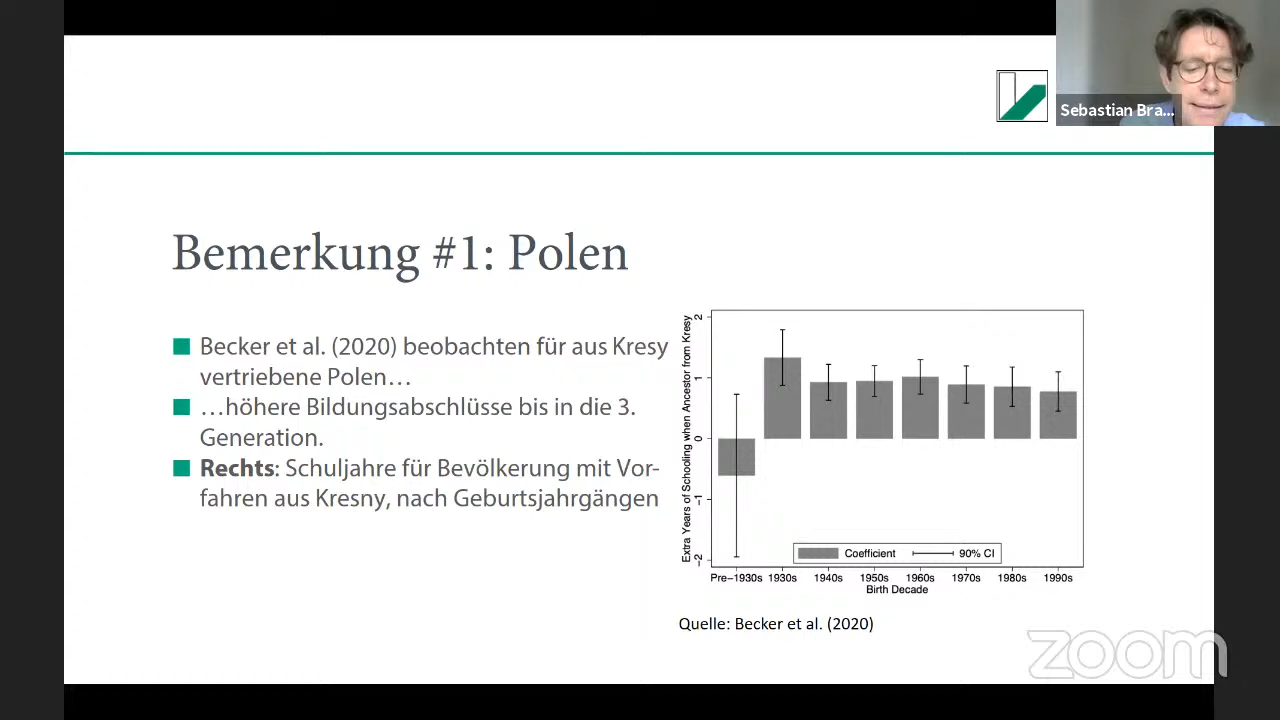 Sebastian Bra...
Bemerkung #1: Polen
Becker et al. (2020) beobachten für aus Kresy
vertriebene Polen…
…höhere Bildungsabschlüsse bis in die 3.
Generation.
Rechts: Schuljahre für Bevölkerung mit Vor-
fahren aus Kresny, nach Geburtsjahrgängen
Extra Years of Schooling when Ancestor from Kresy
2
1
0
−1
−2
Coefficient
90% CI
Pre−1930s 1930s 1940s 1950s 1960s 1970s 1980s 1990s
Birth Decade
Quelle: Becker et al. (2020)
zoom